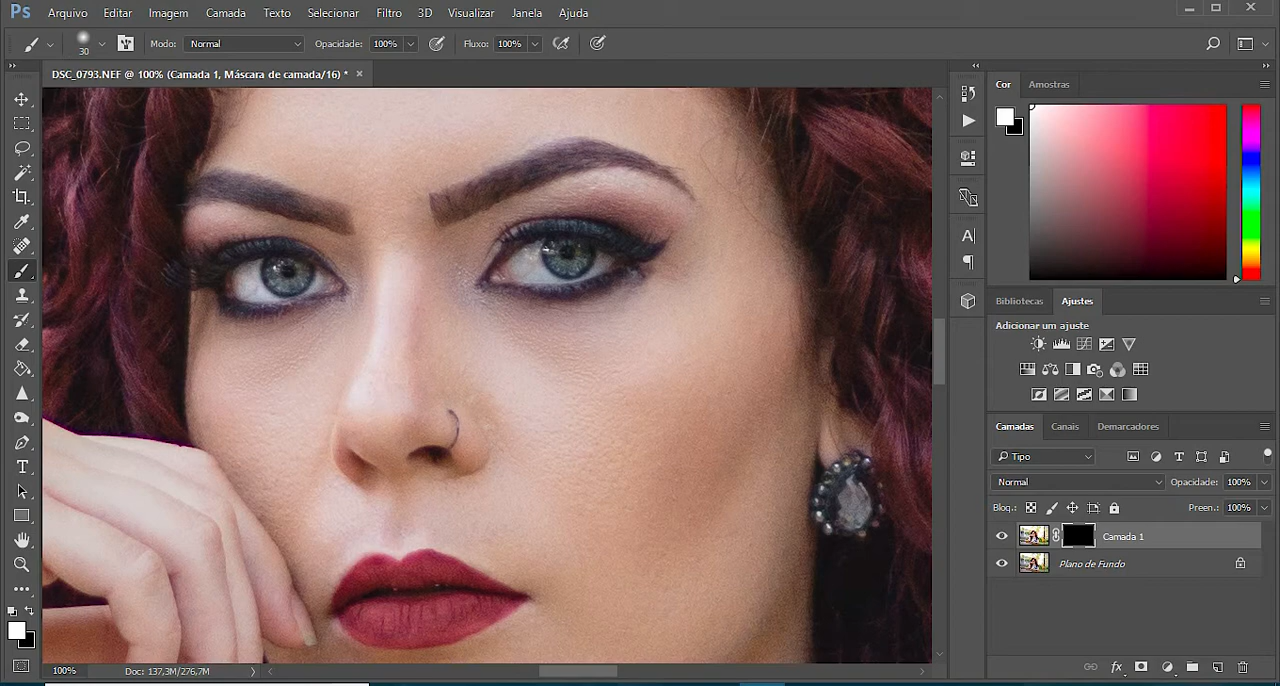 Ps Arquivo Editar Imagem Camada Texto Selecionar Filtro 3D Visualizar Janela Ajuda
30 Modo: Normal Opacidade: 100% Fluxo: 100%
DSC_0793.NEF @ 100% (Camada 1, Máscara de camada/16) * ×
Cor Amostras
Bibliotecas Ajustes
Adicionar um ajuste
Camadas Canais Demarcadores
Tipo
Normal Opacidade: 100%
Bloq.: Preen.: 100%
Camada 1
Plano de Fundo
fx
100% Doc: 137,3M/276,7M